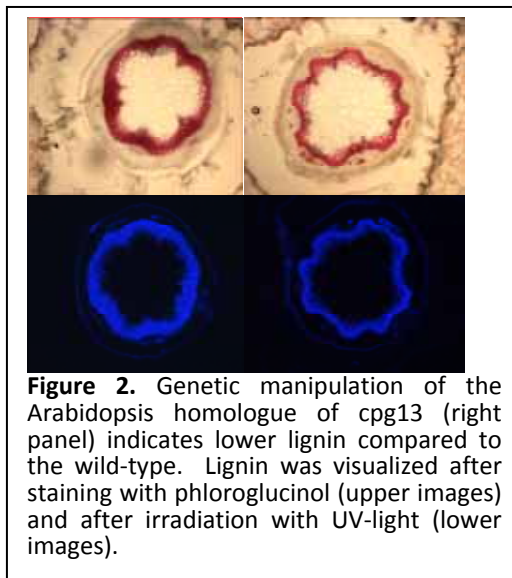 Figure 2. Genetic manipulation of the
Arabidopsis homologue of cpg13 (right
panel) indicates lower lignin compared to
the wild-type. Lignin was visualized after
staining with phloroglucinol (upper images)
and after irradiation with UV-light (lower
images).